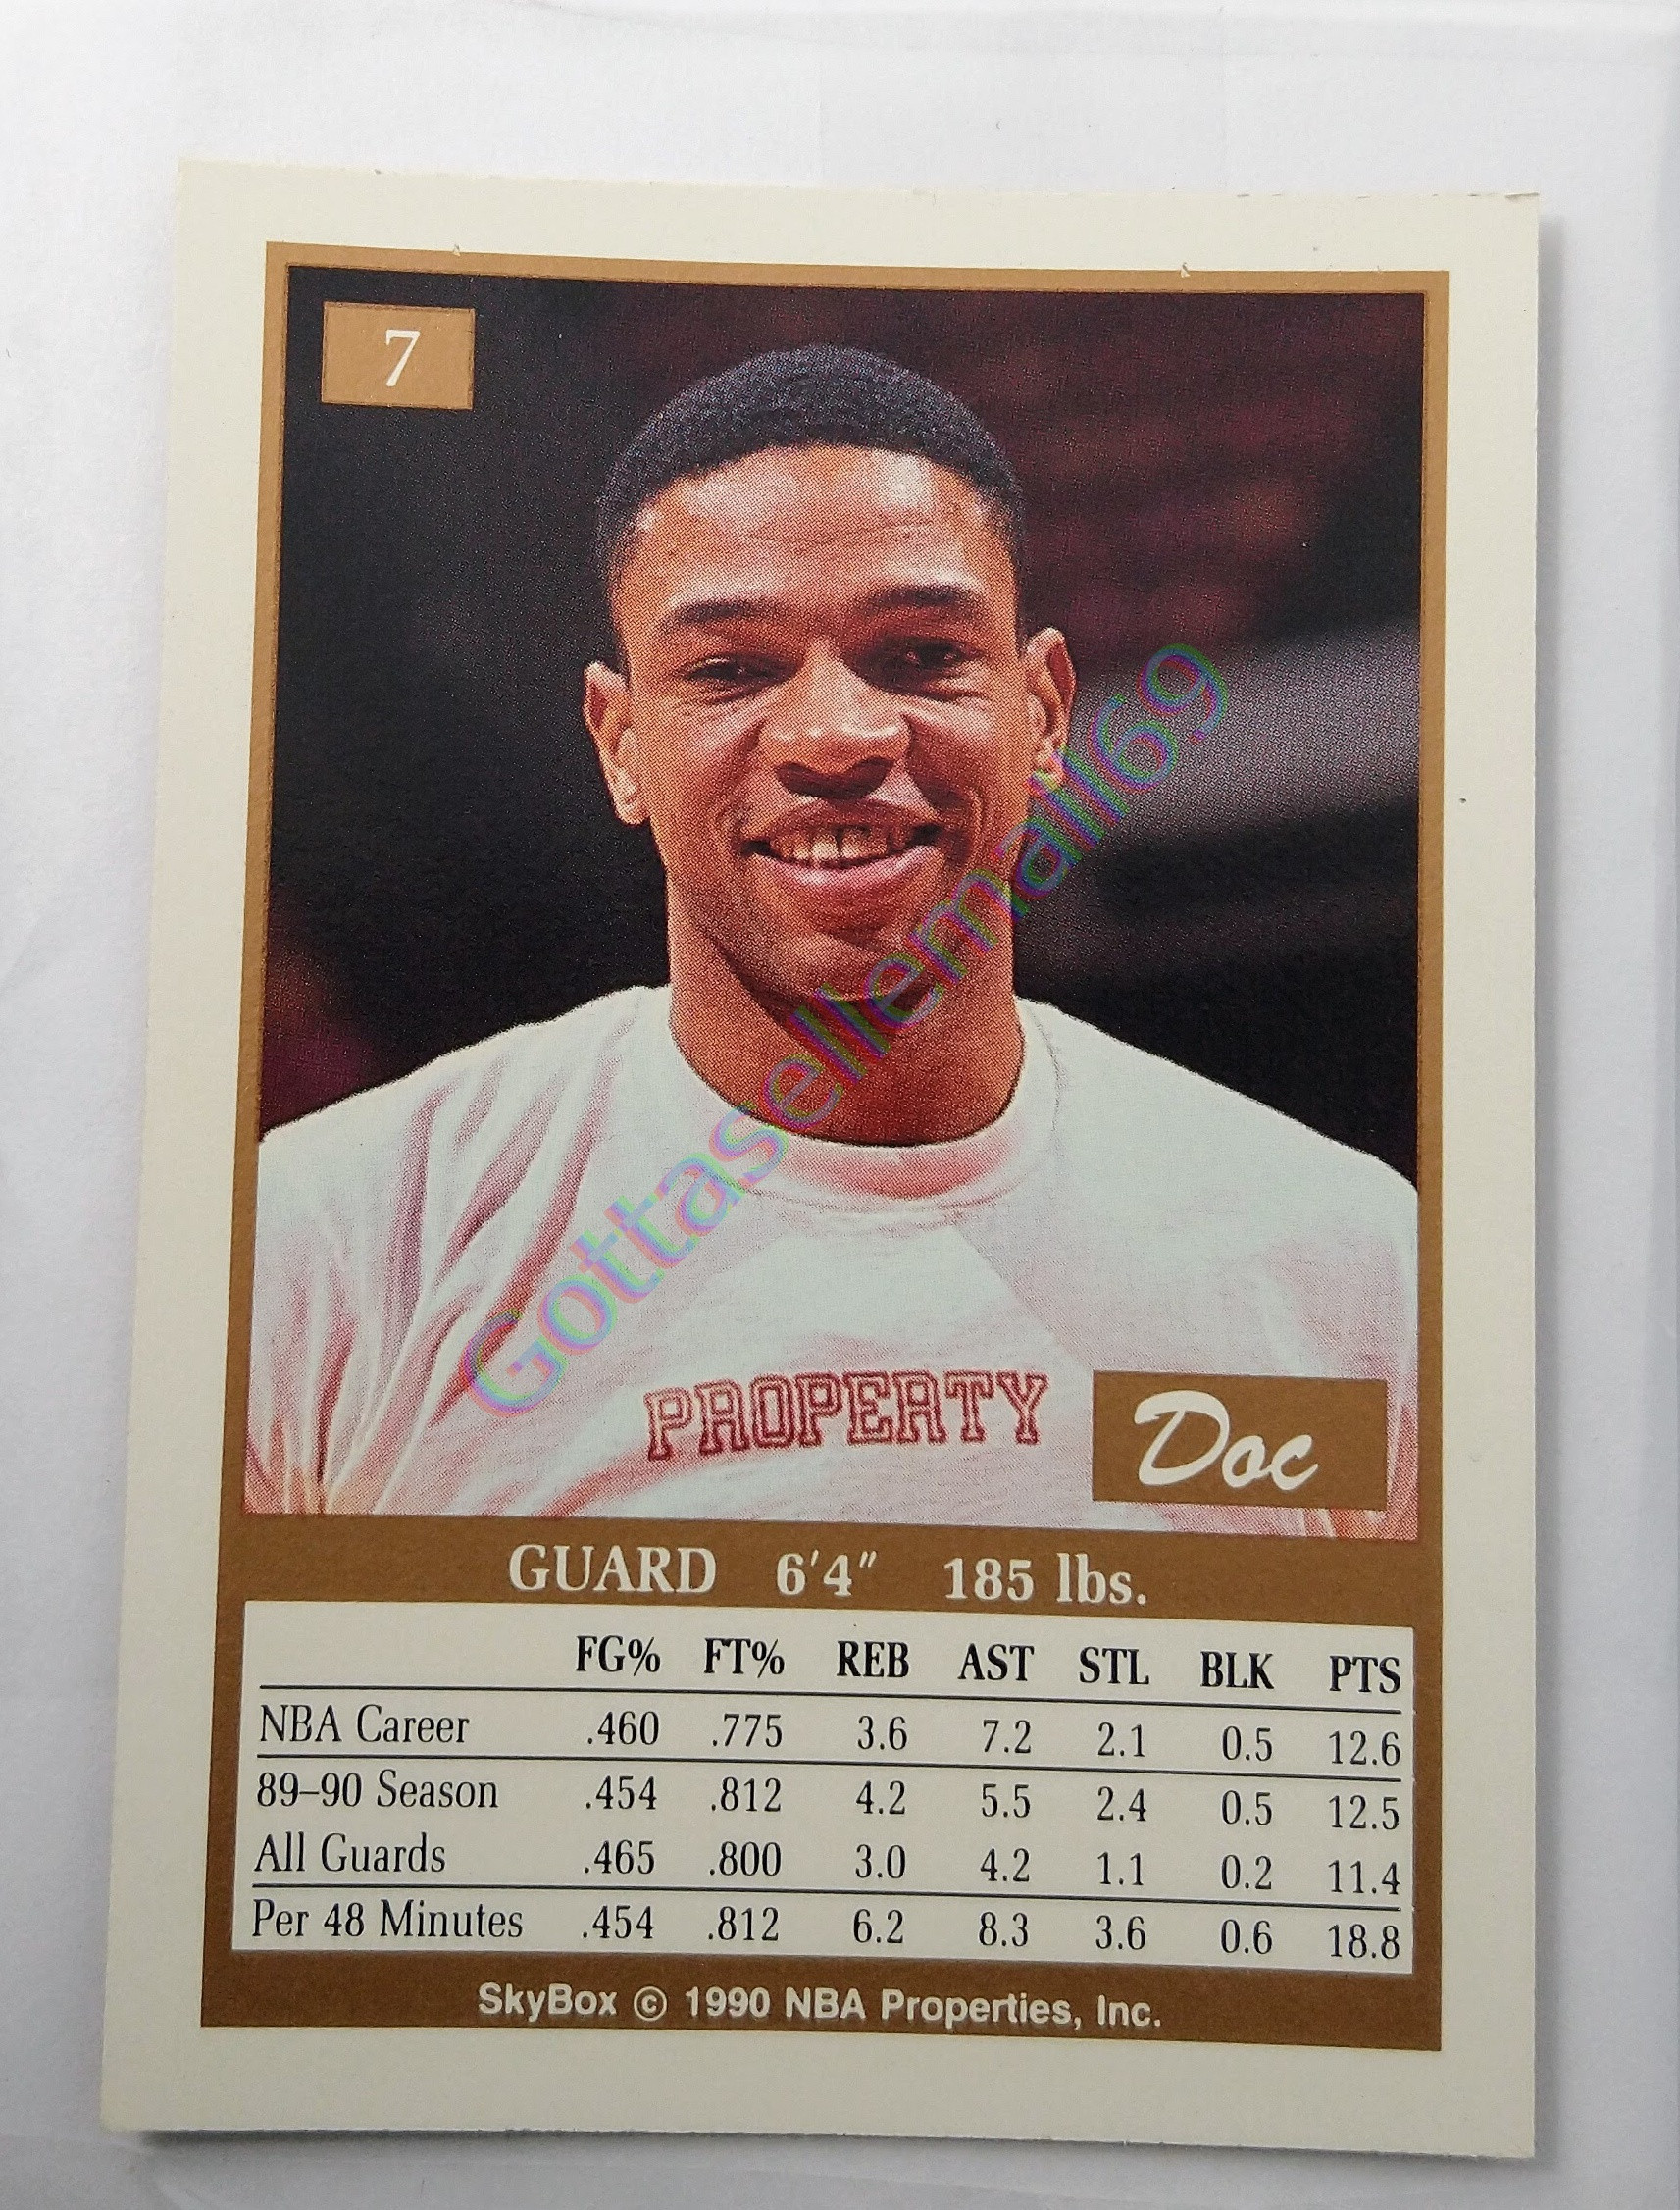 7
Gottasellemall69
PROPERTY
Doc
GUARD 6'4" 185 lbs.
FG% FT% REB AST STL BLK PTS
NBA Career .460 .775 3.6 7.2 2.1 0.5 12.6
89–90 Season .454 .812 4.2 5.5 2.4 0.5 12.5
All Guards .465 .800 3.0 4.2 1.1 0.2 11.4
Per 48 Minutes .454 .812 6.2 8.3 3.6 0.6 18.8
SkyBox © 1990 NBA Properties, Inc.